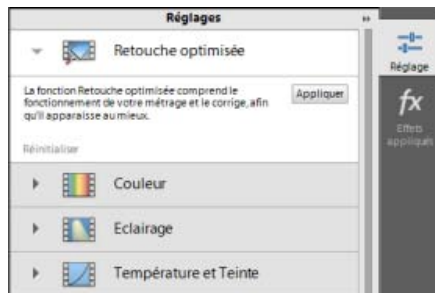 Réglages
Retouche optimisée
La fonction Retouche optimisée comprend le
fonctionnement de votre métrage et le corrige, afin
qu'il apparaisse au mieux.
Appliquer
Réinitialiser
Couleur
Eclairage
Température et Teinte
Réglage
fx
Effets
appliqués